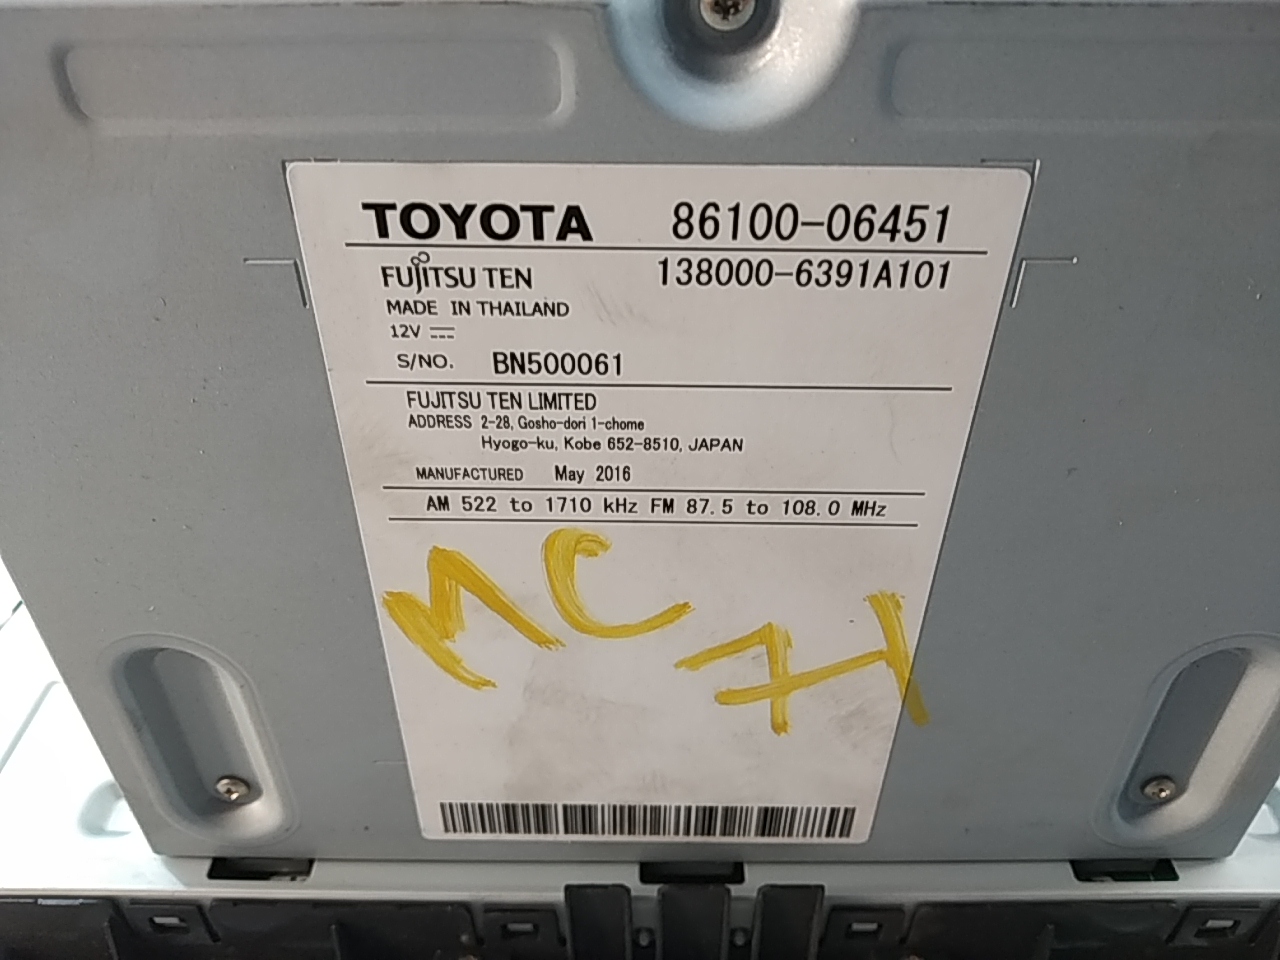 TOYOTA 86100-06451
FUJITSU TEN 138000-6391A101
MADE IN THAILAND
12V
S/NO. BN500061
FUJITSU TEN LIMITED
ADDRESS 2-28, Gosho-dori 1-chome
Hyogo-ku, Kobe 652-8510, JAPAN
MANUFACTURED May 2016
AM 522 to 1710 kHz FM 87.5 to 108.0 MHz
MC 71